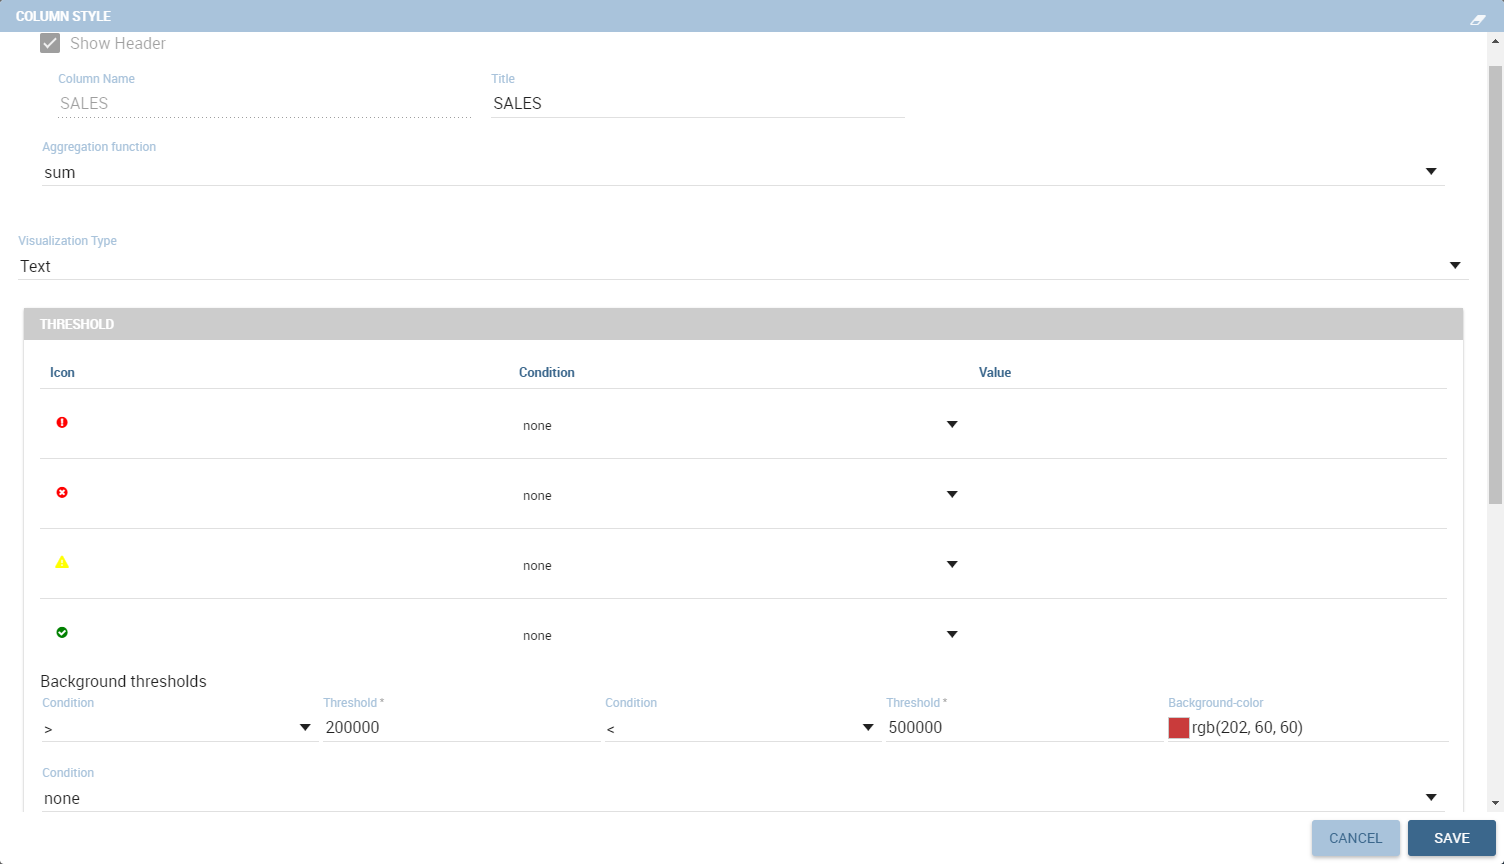 COLUMN STYLE
Show Header
Column Name Title
SALES SALES
Aggregation function
sum
Visualization Type
Text
THRESHOLD
Icon Condition Value
none
none
none
none
Background thresholds
Condition Threshold * Condition Threshold * Background-color
> 200000 < 500000 rgb(202, 60, 60)
Condition
none
CANCEL SAVE